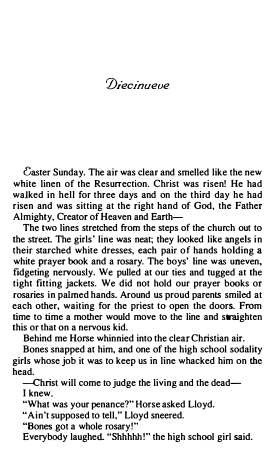 Diecinueve
Easter Sunday. The air was clear and smelled like the new
white linen of the Resurrection. Christ was risen! He had
walked in hell for three days and on the third day he had
risen and was sitting at the right hand of God, the Father
Almighty, Creator of Heaven and Earth—
The two lines stretched from the steps of the church out to
the street. The girls' line was neat; they looked like angels in
their starched white dresses, each pair of hands holding a
white prayer book and a rosary. The boys' line was uneven,
fidgeting nervously. We pulled at our ties and tugged at the
tight fitting jackets. We did not hold our prayer books or
rosaries in palmed hands. Around us proud parents smiled at
each other, waiting for the priest to open the doors. From
time to time a mother would move to the line and straighten
this or that on a nervous kid.
Behind me Horse whinnied into the clear Christian air.
Bones snapped at him, and one of the high school sodality
girls whose job it was to keep us in line whacked him on the
head.
—Christ will come to judge the living and the dead—
I knew.
"What was your penance?" Horse asked Lloyd.
"Ain't supposed to tell," Lloyd sneered.
"Bones got a whole rosary!"
Everybody laughed. "Shhhhh!" the high school girl said.